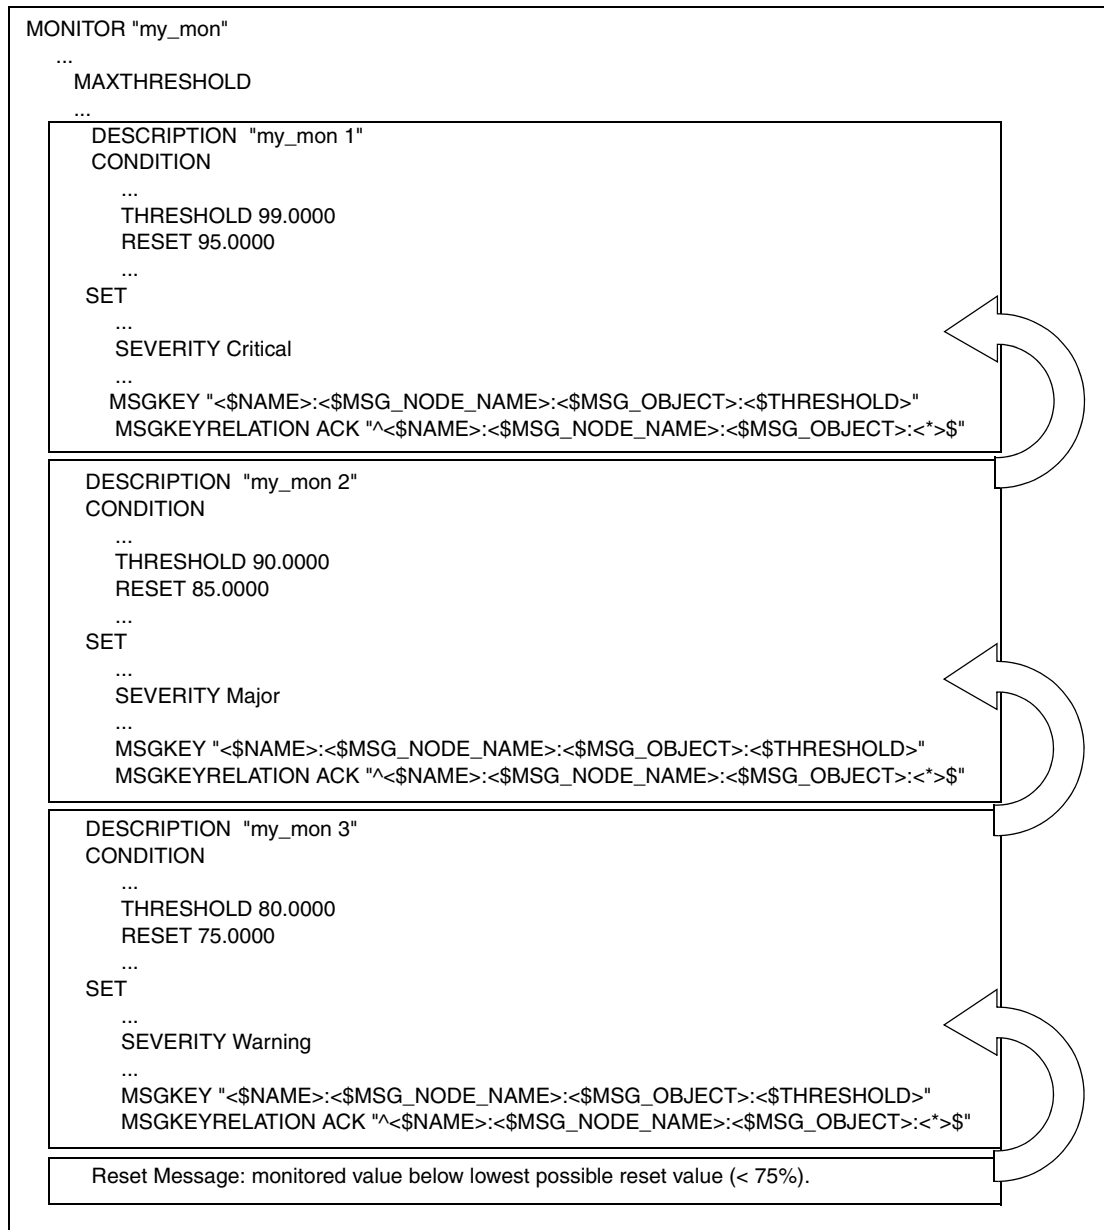 MONITOR "my_mon"
...
MAXTHRESHOLD
...
DESCRIPTION "my_mon 1"
CONDITION
...
THRESHOLD 99.0000
RESET 95.0000
...
SET
...
SEVERITY Critical
...
MSGKEY "<$NAME>:<$MSG_NODE_NAME>:<$MSG_OBJECT>:<$THRESHOLD>"
MSGKEYRELATION ACK "^<$NAME>:<$MSG_NODE_NAME>:<$MSG_OBJECT>:<*>$"
DESCRIPTION "my_mon 2"
CONDITION
...
THRESHOLD 90.0000
RESET 85.0000
...
SET
...
SEVERITY Major
...
MSGKEY "<$NAME>:<$MSG_NODE_NAME>:<$MSG_OBJECT>:<$THRESHOLD>"
MSGKEYRELATION ACK "^<$NAME>:<$MSG_NODE_NAME>:<$MSG_OBJECT>:<*>$"
DESCRIPTION "my_mon 3"
CONDITION
...
THRESHOLD 80.0000
RESET 75.0000
...
SET
...
SEVERITY Warning
...
MSGKEY "<$NAME>:<$MSG_NODE_NAME>:<$MSG_OBJECT>:<$THRESHOLD>"
MSGKEYRELATION ACK "^<$NAME>:<$MSG_NODE_NAME>:<$MSG_OBJECT>:<*>$"
Reset Message: monitored value below lowest possible reset value (< 75%).